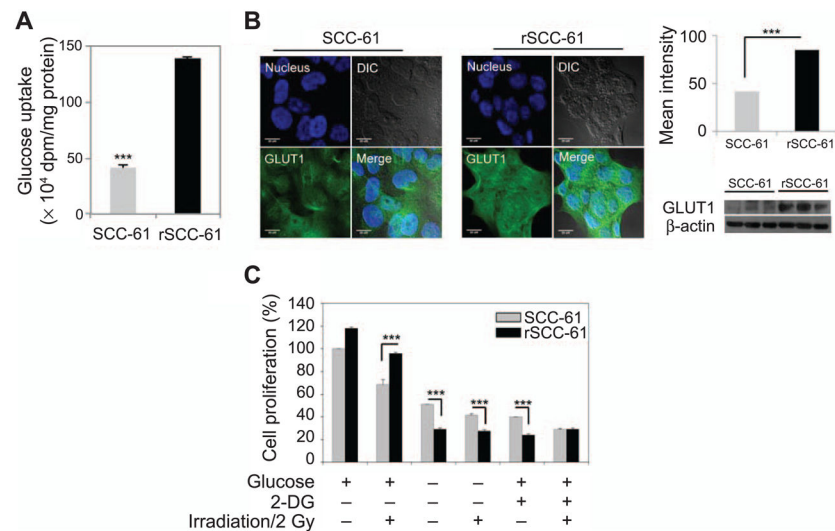 A
Glucose uptake
(× 10⁴ dpm/mg protein)
150
100
50
0
***
SCC-61 rSCC-61
B
SCC-61
Nucleus DIC
GLUT1 Merge
rSCC-61
Nucleus DIC
GLUT1 Merge
Mean intensity
100
50
0
***
SCC-61 rSCC-61
SCC-61 rSCC-61
GLUT1
β-actin
C
Cell proliferation (%)
140
120
100
80
60
40
20
0
SCC-61
rSCC-61
*** *** *** ***
Glucose + + – – + +
2-DG – – – – + +
Irradiation/2 Gy – + – + – +